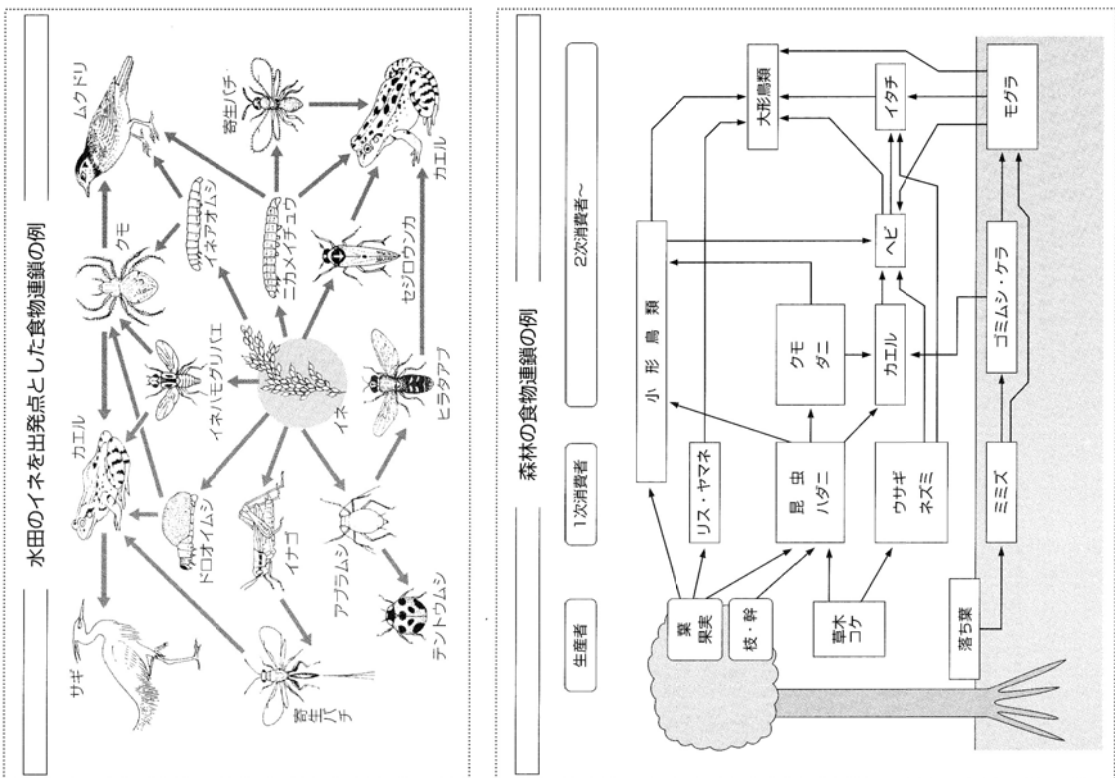 水田のイネを出発点とした食物連鎖の例
サギ
カエル
クモ
ムクドリ
寄生バチ
ドロオイムシ
イネハモグリバエ
イネアオムシ
寄生バチ
イナゴ
イネ
ニカメイチュウ
アブラムシ
セジロウンカ
テントウムシ
ヒラタアブ
カエル
森林の食物連鎖の例
生産者
1次消費者
2次消費者~
葉
果実
枝・幹
草木
コケ
落ち葉
リス・ヤマネ
昆虫
ハダニ
ウサギ
ネズミ
ミミズ
小形鳥類
クモ
ダニ
カエル
ゴミムシ・ケラ
ヘビ
大形鳥類
イタチ
モグラ